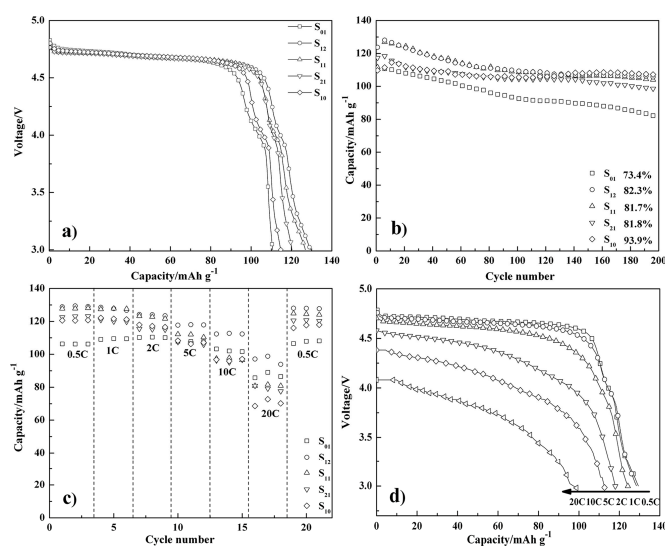 5.0
4.5
4.0
3.5
3.0
Voltage/V
0 20 40 60 80 100 120 140
Capacity/mAh g-1
S01
S12
S11
S21
S10
a)
140
120
100
80
60
40
20
0
Capacity/mAh g-1
0 20 40 60 80 100 120 140 160 180 200
Cycle number
S01 73.4%
S12 82.3%
S11 81.7%
S21 81.8%
S10 93.9%
b)
140
120
100
80
60
40
20
0
Capacity/mAh g-1
0 5 10 15 20
Cycle number
0.5C
1C
2C
5C
10C
20C
0.5C
S01
S12
S11
S21
S10
c)
5.0
4.5
4.0
3.5
3.0
Voltage/V
0 20 40 60 80 100 120 140
Capacity/mAh g-1
20C 10C 5C 2C 1C 0.5C
d)